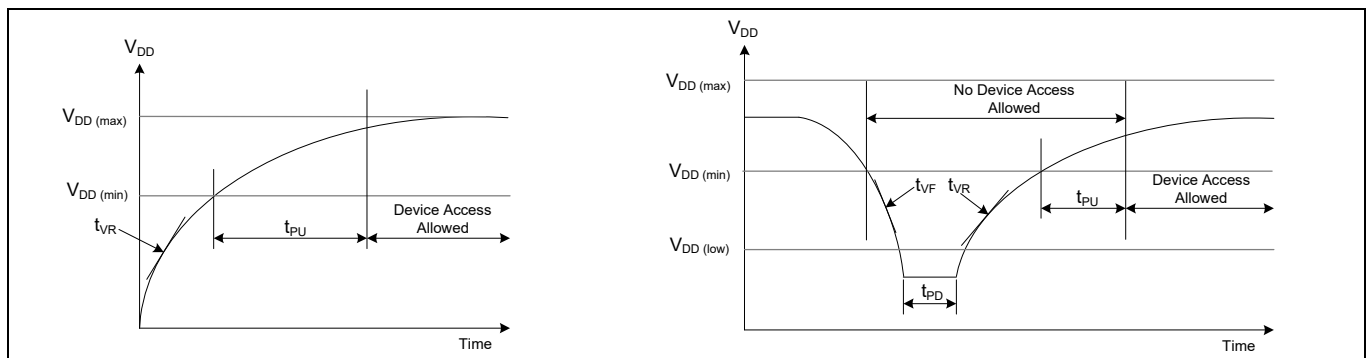 VDD
VDD (max)
VDD (min)
tVR
tPU
Device Access
Allowed
Time
VDD
VDD (max)
No Device Access
Allowed
VDD (min)
tVF
tVR
tPU
Device Access
Allowed
VDD (low)
tPD
Time